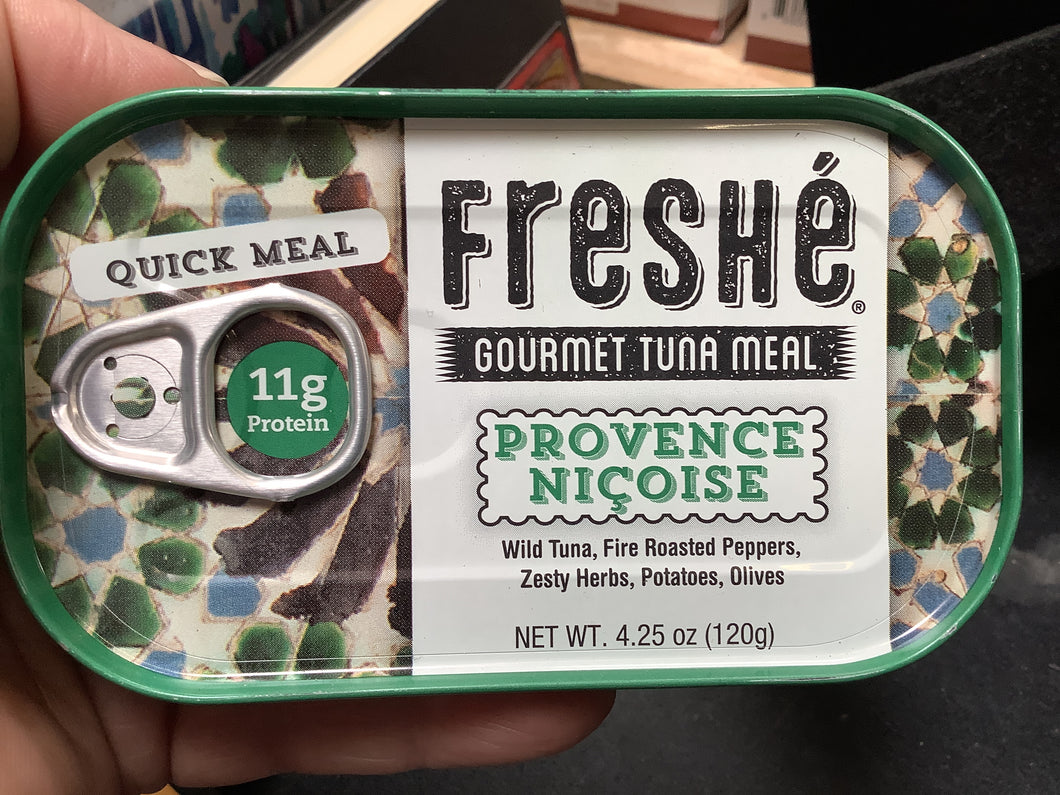 QUICK MEAL
11g
Protein
FresHé®
GOURMET TUNA MEAL
PROVENCE
NIÇOISE
Wild Tuna, Fire Roasted Peppers,
Zesty Herbs, Potatoes, Olives
NET WT. 4.25 oz (120g)